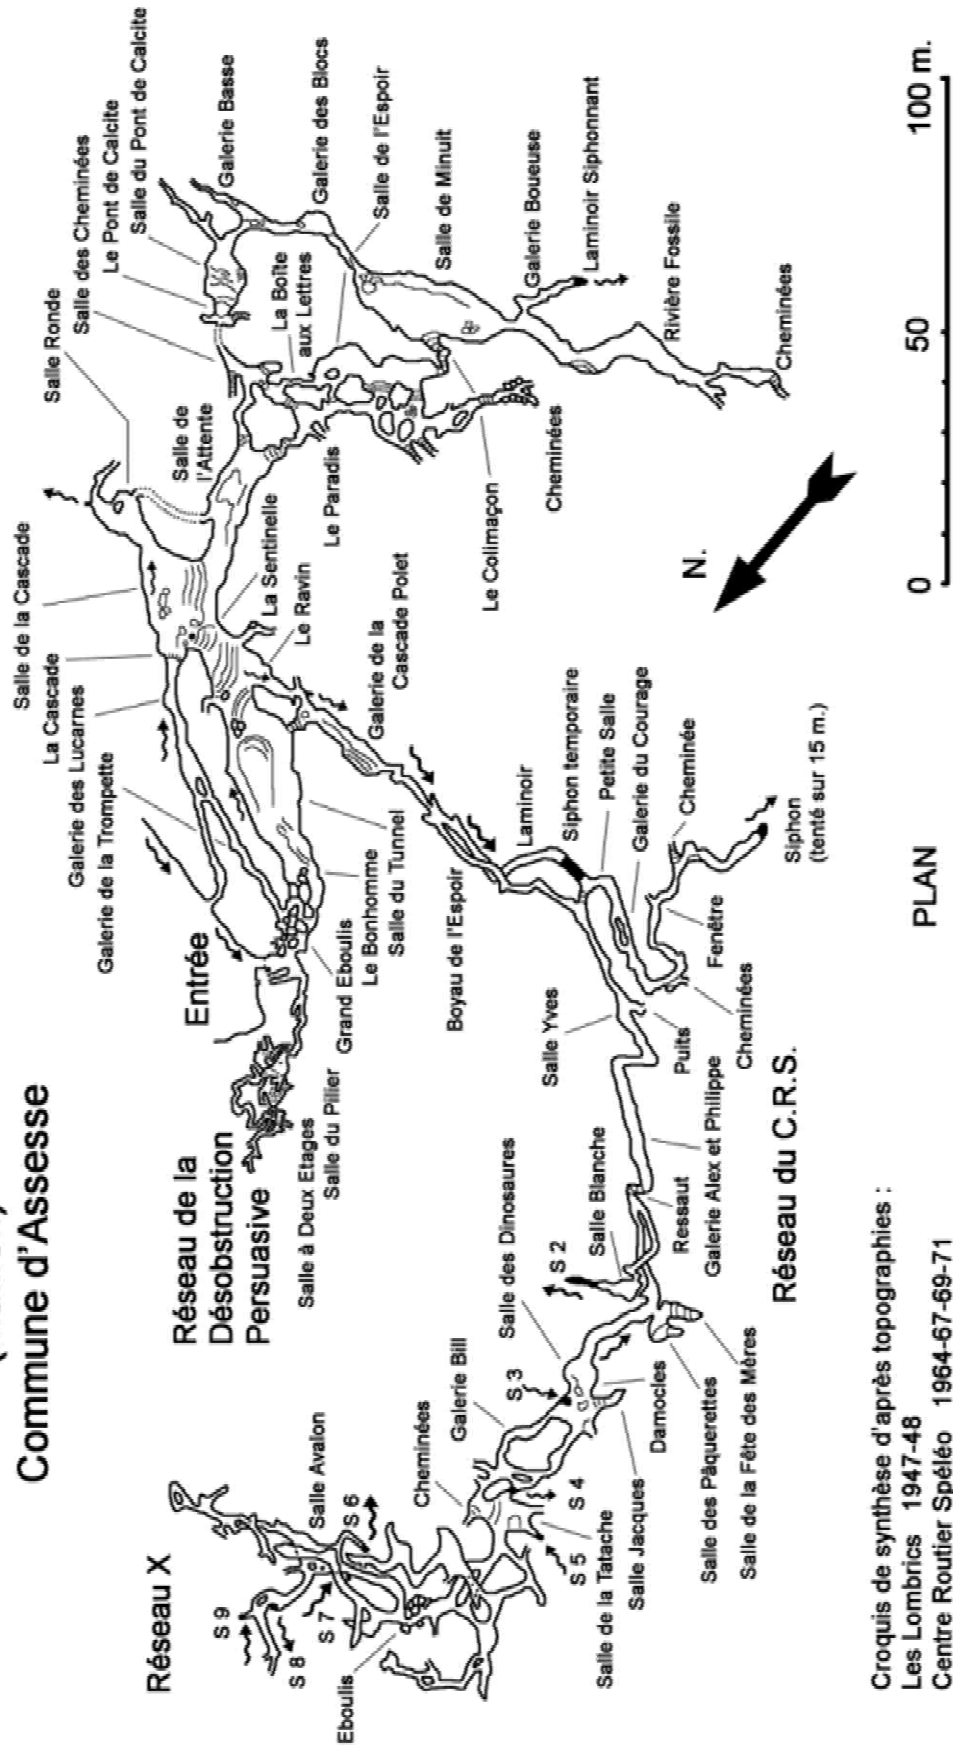 Commune d'Assesse
Réseau X
Réseau de la
Désobstruction
Persuasive
Entrée
Salle de la Cascade
La Cascade
Galerie des Lucarnes
Galerie de la Trompette
Salle Ronde
Salle des Cheminées
Le Pont de Calcite
Salle du Pont de Calcite
Galerie Basse
Galerie des Blocs
Salle de l'Espoir
Salle de Minuit
Galerie Boueuse
Laminoir Siphonnant
Rivière Fossile
Cheminées
La Boîte
aux Lettres
Salle de
l'Attente
Le Paradis
La Sentinelle
Le Ravin
Galerie de la
Cascade Polet
Le Colimaçon
Cheminées
Grand Eboulis
Le Bonhomme
Salle du Tunnel
Salle à Deux Etages
Salle du Pilier
Boyau de l'Espoir
Laminoir
Siphon temporaire
Petite Salle
Galerie du Courage
Cheminée
Siphon
(tenté sur 15 m.)
Fenêtre
Cheminées
Puits
Salle Yves
Galerie Alex et Philippe
Ressaut
Salle Blanche
S 2
Salle des Dinosaures
S 3
Galerie Bill
Cheminées
Salle Avalon
S 6
S 9
S 8
S 7
Eboulis
S 5
S 4
Salle de la Tatache
Salle Jacques
Damocles
Salle des Pâquerettes
Salle de la Fête des Mères
Réseau du C.R.S.
N.
PLAN
0
50
100 m.
Croquis de synthèse d'après topographies :
Les Lombrics 1947-48
Centre Routier Spéléo 1964-67-69-71